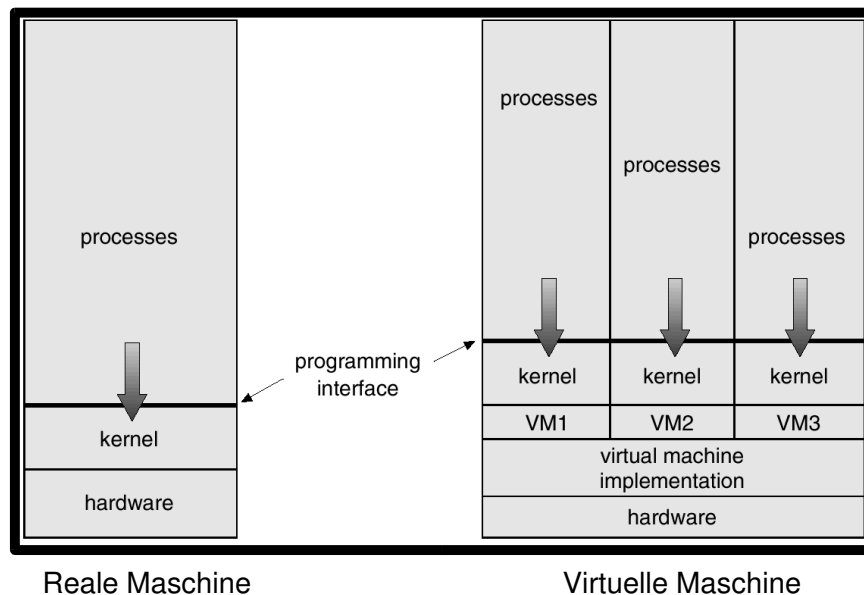 processes
kernel
hardware
programming
interface
processes
processes
processes
kernel
kernel
kernel
VM1
VM2
VM3
virtual machine
implementation
hardware
Reale Maschine
Virtuelle Maschine